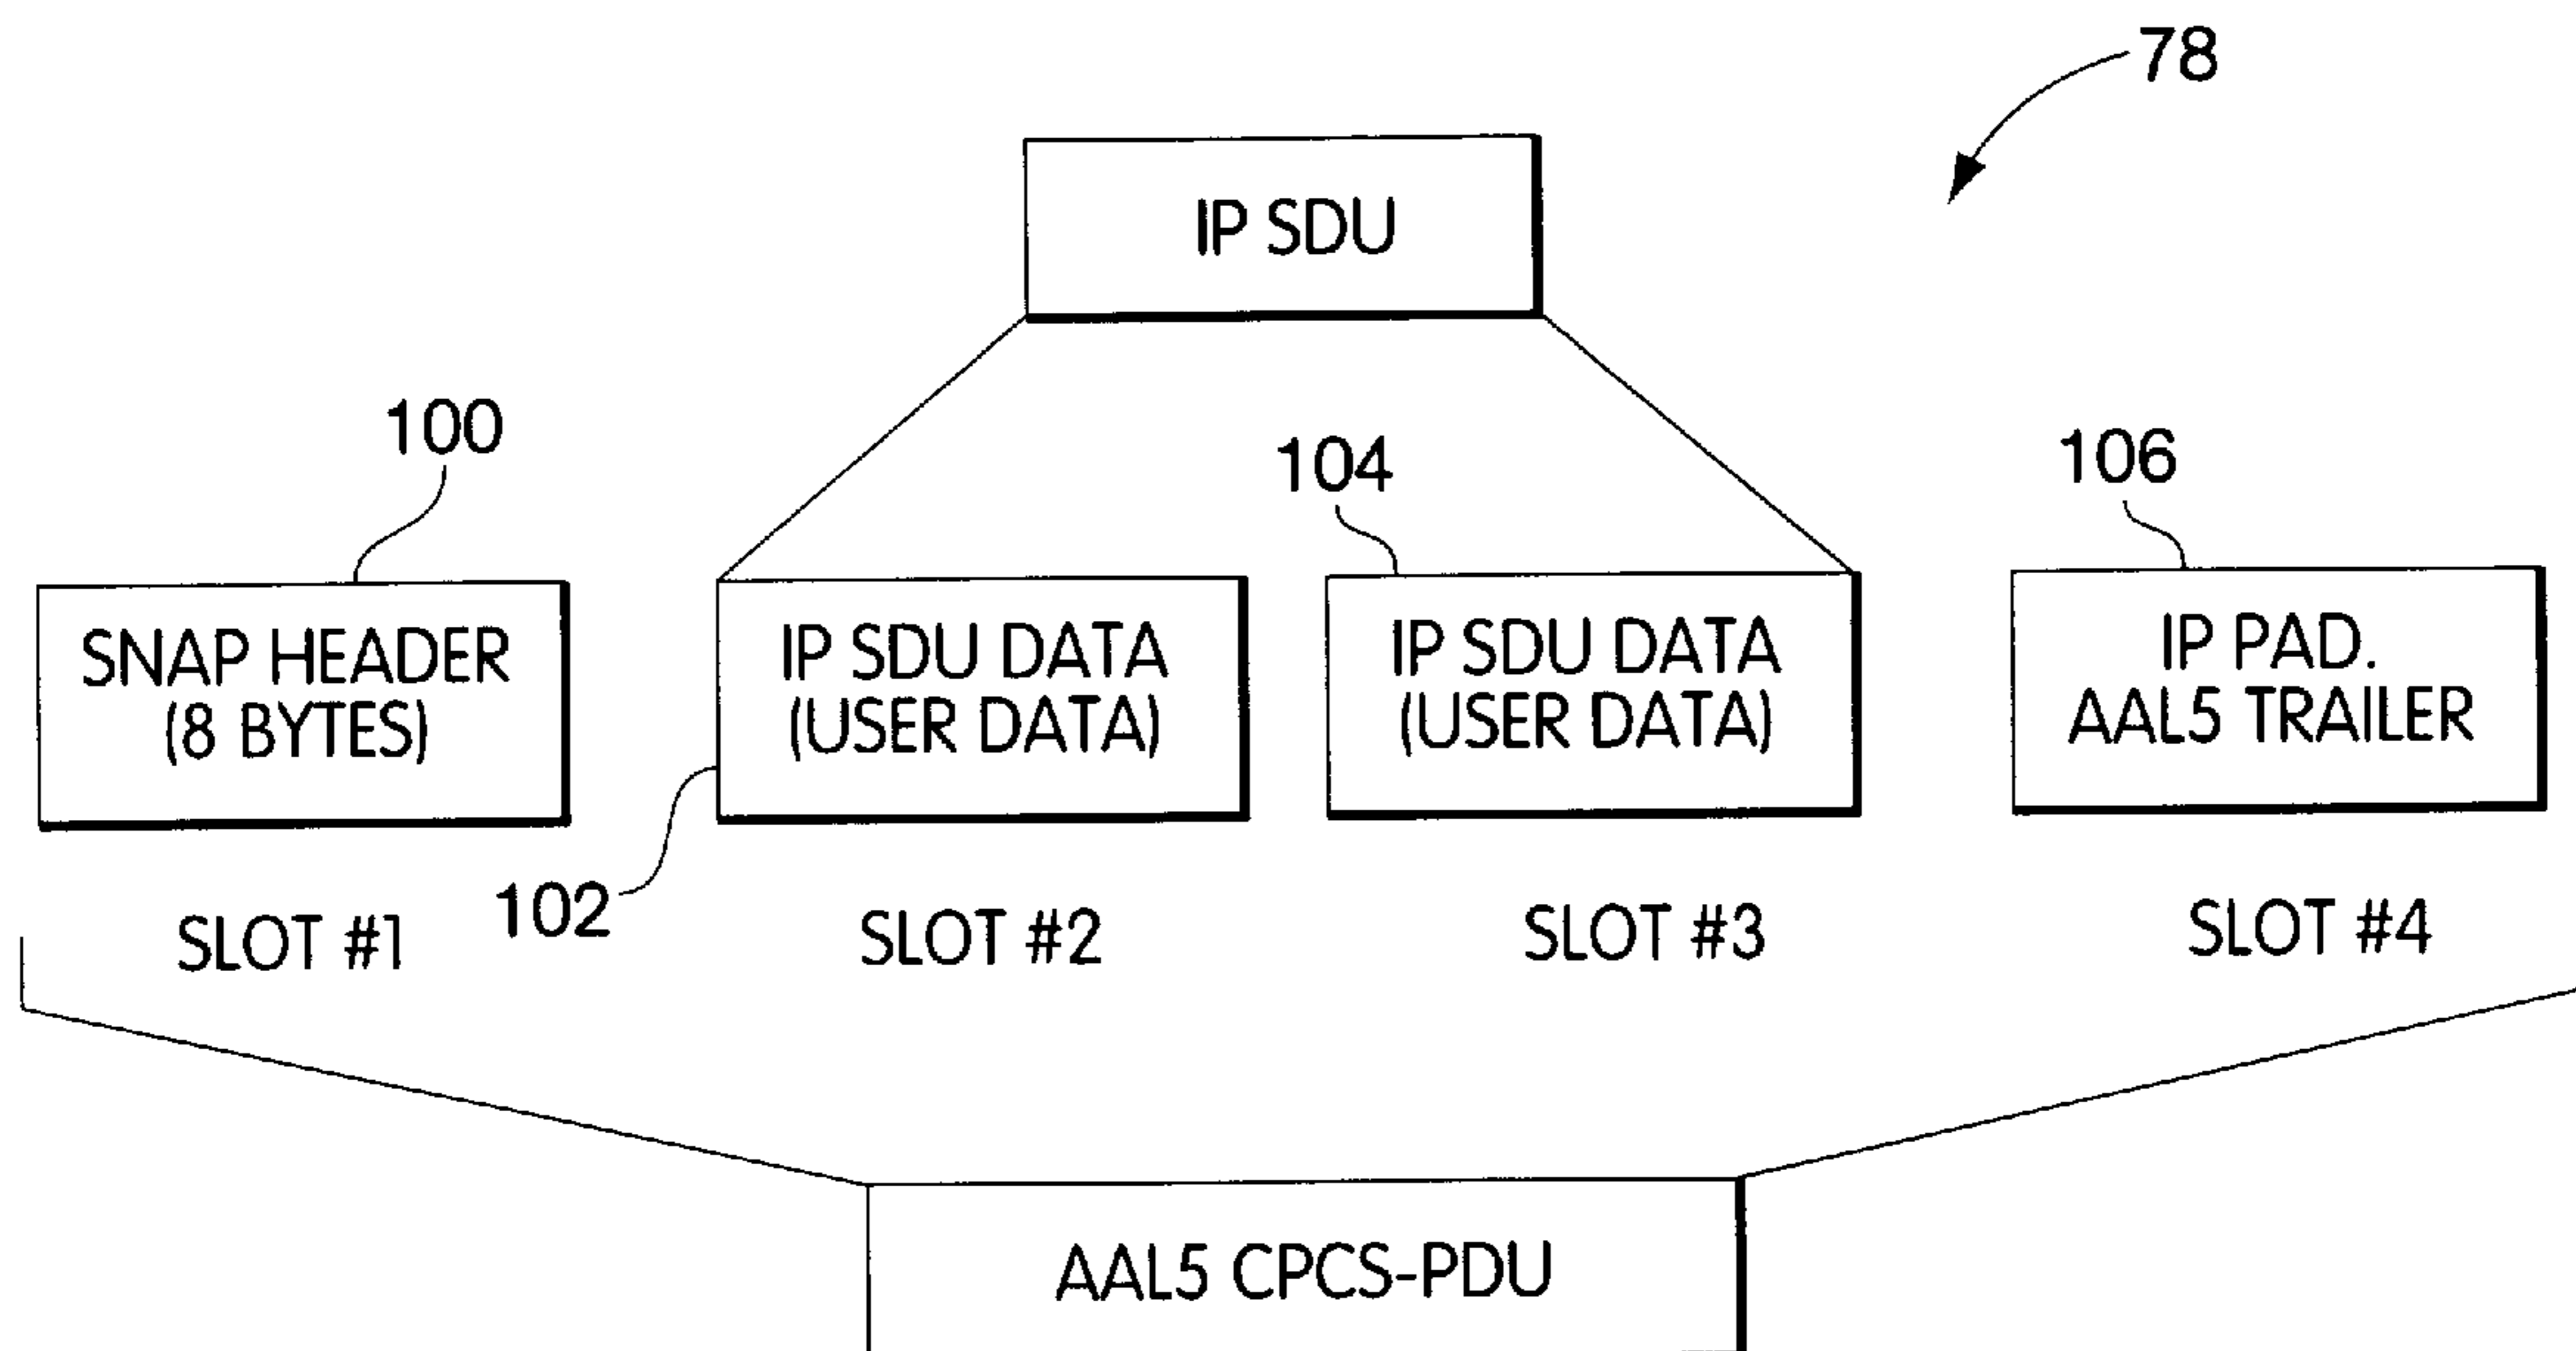 78
IP SDU
100
104
106
SNAP HEADER
(8 BYTES)
IP SDU DATA
(USER DATA)
IP SDU DATA
(USER DATA)
IP PAD.
AAL5 TRAILER
102
SLOT #1
SLOT #2
SLOT #3
SLOT #4
AAL5 CPCS-PDU